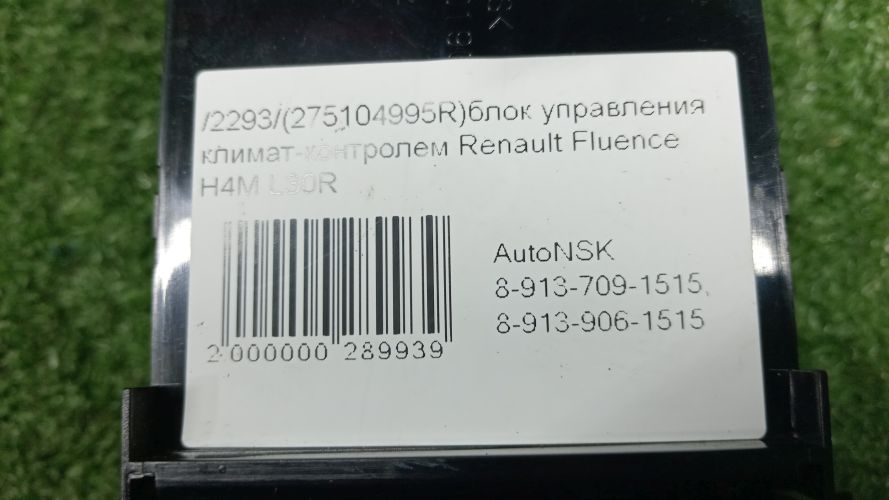 /2293/(275104995R)блок управления
климат-контролем Renault Fluence
H4M L30R
AutoNSK
8-913-709-1515,
8-913-906-1515
2 000000 289939